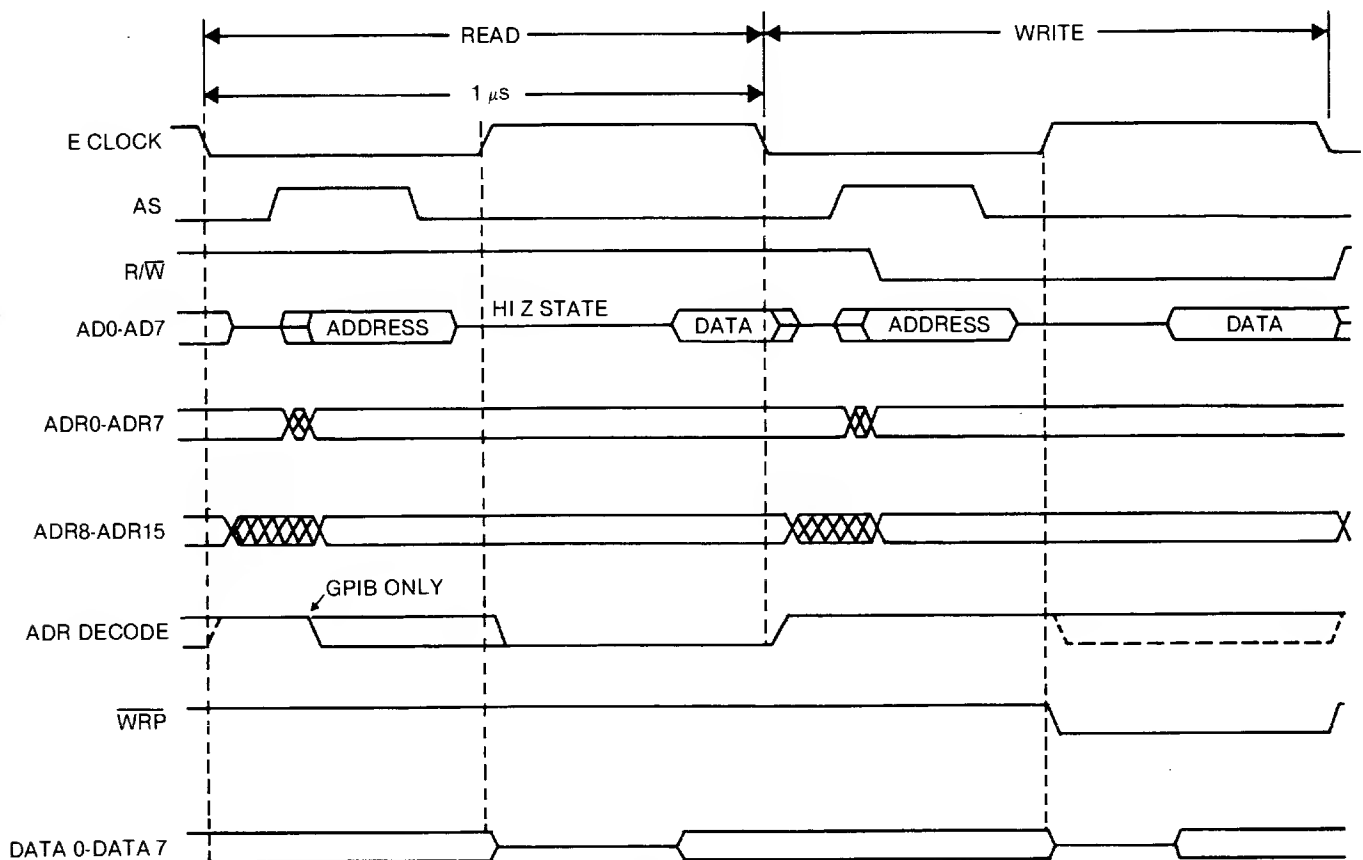 READ
WRITE
1 μs
E CLOCK
AS
R/W̅
AD0-AD7
ADDRESS
HI Z STATE
DATA
ADDRESS
DATA
ADR0-ADR7
ADR8-ADR15
GPIB ONLY
ADR DECODE
W̅R̅P̅
DATA 0-DATA 7